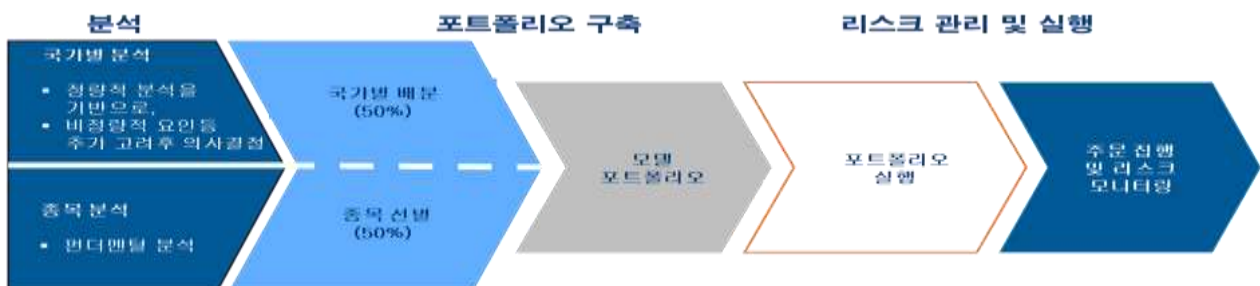 분석
포트폴리오 구축
리스크 관리 및 실행
국가별 분석
▪ 정량적 분석을
기반으로,
▪ 비정량적 요인등
추가 고려후 의사결정
종목 분석
▪ 펀더멘털 분석
국가별 배분
(50%)
종목 선별
(50%)
모델
포트폴리오
포트폴리오
실행
주문 집행
및 리스크
모니터링